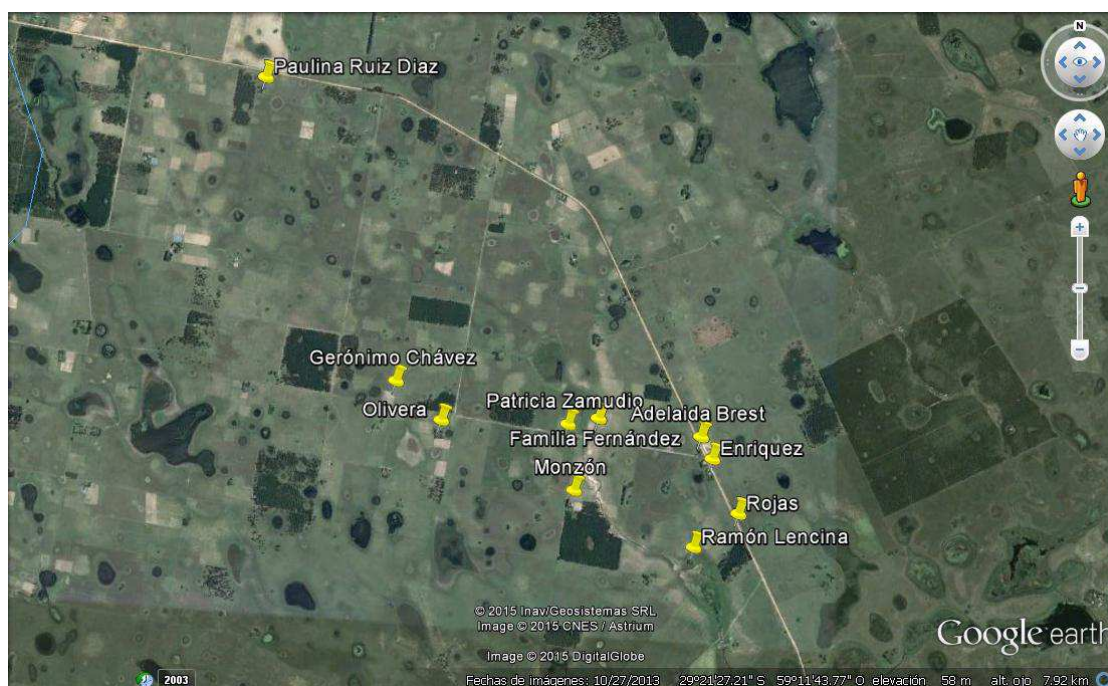 N
Paulina Ruiz Diaz
Gerónimo Chávez
Olivera
Patricia Zamudio
Adelaida Brest
Familia Fernández
Enriquez
Monzón
Rojas
Ramón Lencina
© 2015 Inav/Geosistemas SRL
Image © 2015 CNES / Astrium
Image © 2015 DigitalGlobe
Google earth
2003
Fechas de imágenes: 10/27/2013 29°21'27.21" S 59°11'43.77" O elevación 58 m alt. ojo 7.92 km